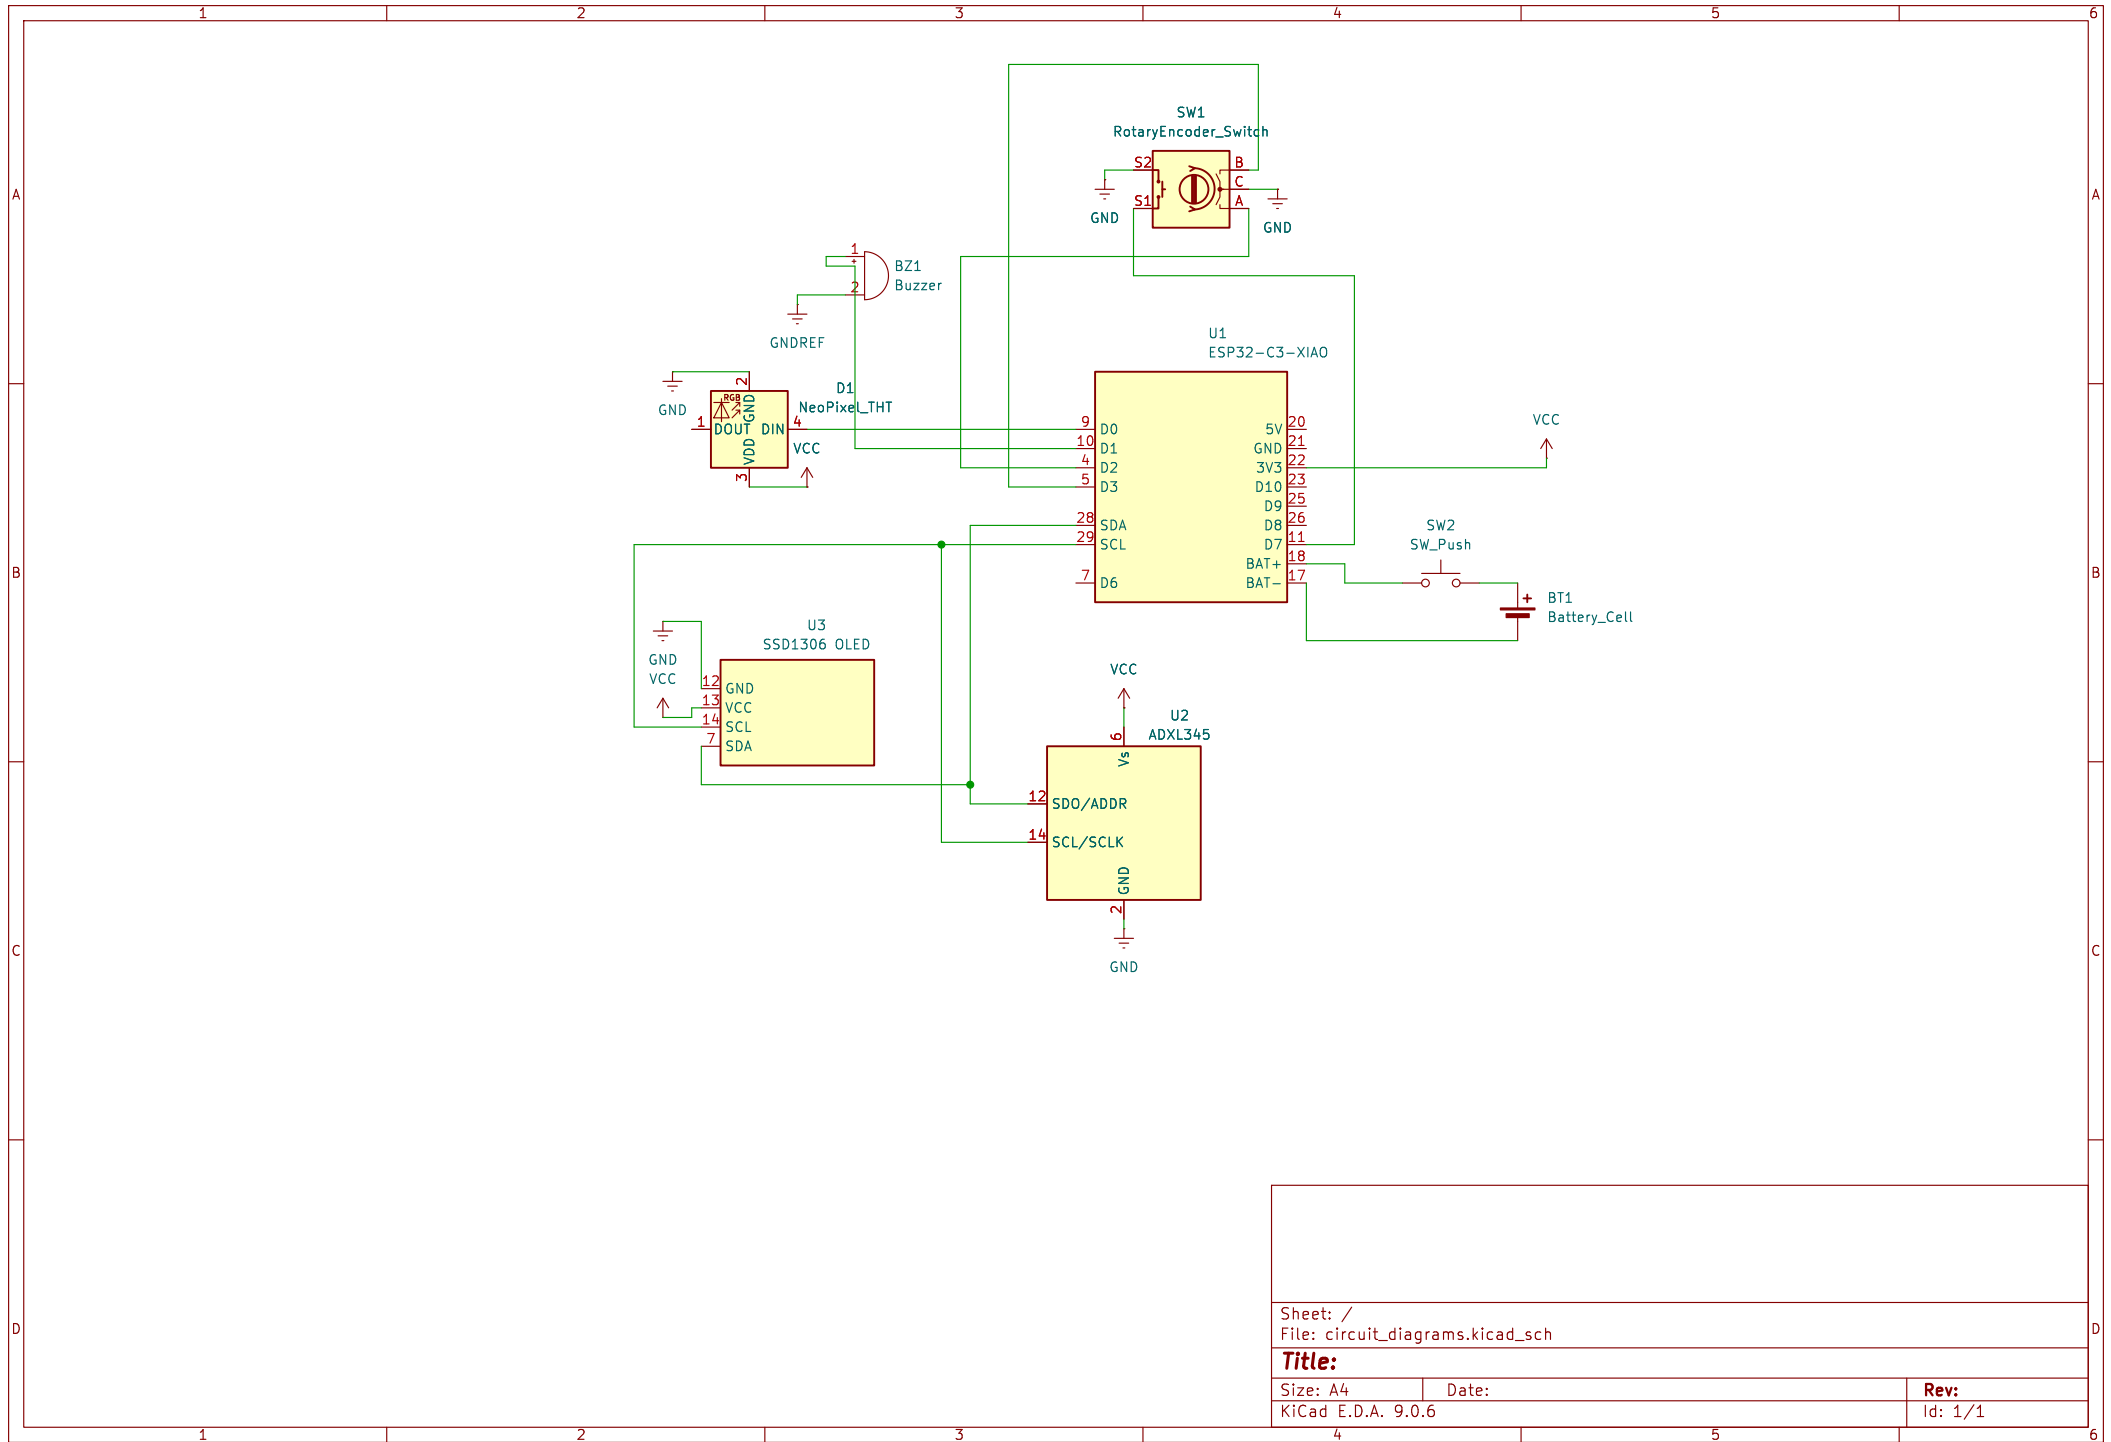 1 2 3 4 5 6
A
B
C
D
A
B
C
D
1 2 3 4 5 6
SW1
RotaryEncoder_Switch
S2
S1
B
C
A
GND
GND
1
+
2
BZ1
Buzzer
GNDREF
U1
ESP32-C3-XIAO
9 D0
10 D1
4 D2
5 D3
28 SDA
29 SCL
7 D6
5V 20
GND 21
3V3 22
D10 23
D9 25
D8 26
D7 11
BAT+ 18
BAT- 17
VCC
D1
NeoPixel_THT
GND
RGB
2
GND
1 DOUT
DIN 4
VDD
3
VCC
SW2
SW_Push
+
BT1
Battery_Cell
U3
SSD1306 OLED
GND
VCC
12 GND
13 VCC
14 SCL
7 SDA
VCC
U2
ADXL345
6
Vs
12 SDO/ADDR
14 SCL/SCLK
GND
2
GND
Sheet: /
File: circuit_diagrams.kicad_sch
Title:
Size: A4 Date: Rev:
KiCad E.D.A. 9.0.6 Id: 1/1